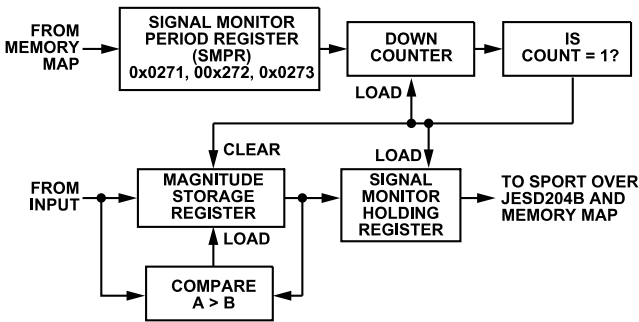 FROM
MEMORY
MAP
SIGNAL MONITOR
PERIOD REGISTER
(SMPR)
0x0271, 00x272, 0x0273
DOWN
COUNTER
IS
COUNT = 1?
LOAD
CLEAR
LOAD
FROM
INPUT
MAGNITUDE
STORAGE
REGISTER
SIGNAL
MONITOR
HOLDING
REGISTER
TO SPORT OVER
JESD204B AND
MEMORY MAP
LOAD
COMPARE
A > B